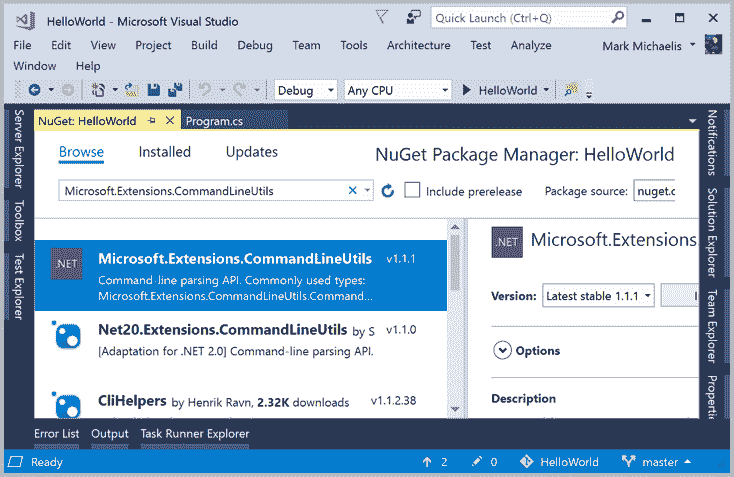 HelloWorld - Microsoft Visual Studio
Quick Launch (Ctrl+Q)
File Edit View Project Build Debug Team Tools Architecture Test Analyze
Mark Michaelis
Window Help
Debug
Any CPU
HelloWorld
Server Explorer
Toolbox
Test Explorer
NuGet: HelloWorld
Program.cs
Browse Installed Updates
NuGet Package Manager: HelloWorld
Microsoft.Extensions.CommandLineUtils
Include prerelease
Package source: nuget.o
.NET
Microsoft.Extensions.CommandLineUtils v1.1.1
Command-line parsing API. Commonly used types:
Microsoft.Extensions.CommandLineUtils.Command...
Net20.Extensions.CommandLineUtils by S v1.1.0
[Adaptation for .NET 2.0] Command-line parsing API.
CliHelpers by Henrik Ravn, 2.32K downloads v1.1.2.38
.NET
Microsoft.Extensions
Version: Latest stable 1.1.1
Options
Description
Notifications
Solution Explorer
Team Explorer
Properti
Error List Output Task Runner Explorer
Ready
2
0
HelloWorld
master